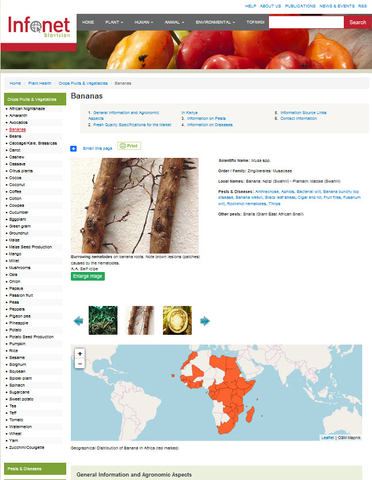 HELP ABOUT US PUBLICATIONS NEWS & EVENTS RSS
Infonet
biovision
HOME PLANT HUMAN ANIMAL ENVIRONMENTAL TOFIMSK
Search
Home Plant Health Crops Fruits & Vegetables Bananas
Crops Fruits & Vegetables
African Nightshade
Amaranth
Avocados
Bananas
Beans
Cabbage/Kale, Brassicas
Carrot
Cashew
Cassava
Citrus plants
Cocoa
Coconut
Coffee
Cotton
Cowpea
Cucumber
Eggplant
Green gram
Groundnut
Maize
Maize Seed Production
Mango
Millet
Mushrooms
Okra
Onion
Papaya
Passion fruit
Peas
Peppers
Pigeon pea
Pineapple
Potato
Potato Seed Production
Pumpkin
Rice
Sesame
Sorghum
Soybean
Spider plant
Spinach
Sugarcane
Sweet potato
Tea
Teff
Tomato
Watermelon
Wheat
Yam
Zucchini/Courgette
Pests & Diseases
Bananas
1. General Information and Agronomic Aspects
2. Fresh Quality Specifications for the Market in Kenya
3. Information on Pests
4. Information on Diseases
5. Information Source Links
6. Contact Information
Email this page
Print
Burrowing nematodes on banana roots. Note brown lesions (patches)
caused by the nematodes.
Enlarge image
Scientific Name: Musa spp.
Order / Family: Zingiberales: Musaceae
Local Names: Banana: Ndizi (Swahili) - Plantain: Mzuzu (Swahili)
Pests & Diseases: Anthracnose, Aphids, Bacterial wilt, Banana bunchy top
disease, Banana weevil, Black leafstreak, Cigar end rot, Fruit flies, Fusarium
wilt, Rootknot nematodes, Thrips
Other pests: Snails (Giant East African Snail)
+
-
Leaflet | OSM Mapnik
Geographical Distribution of Banana in Africa (red marked)
General Information and Agronomic Aspects